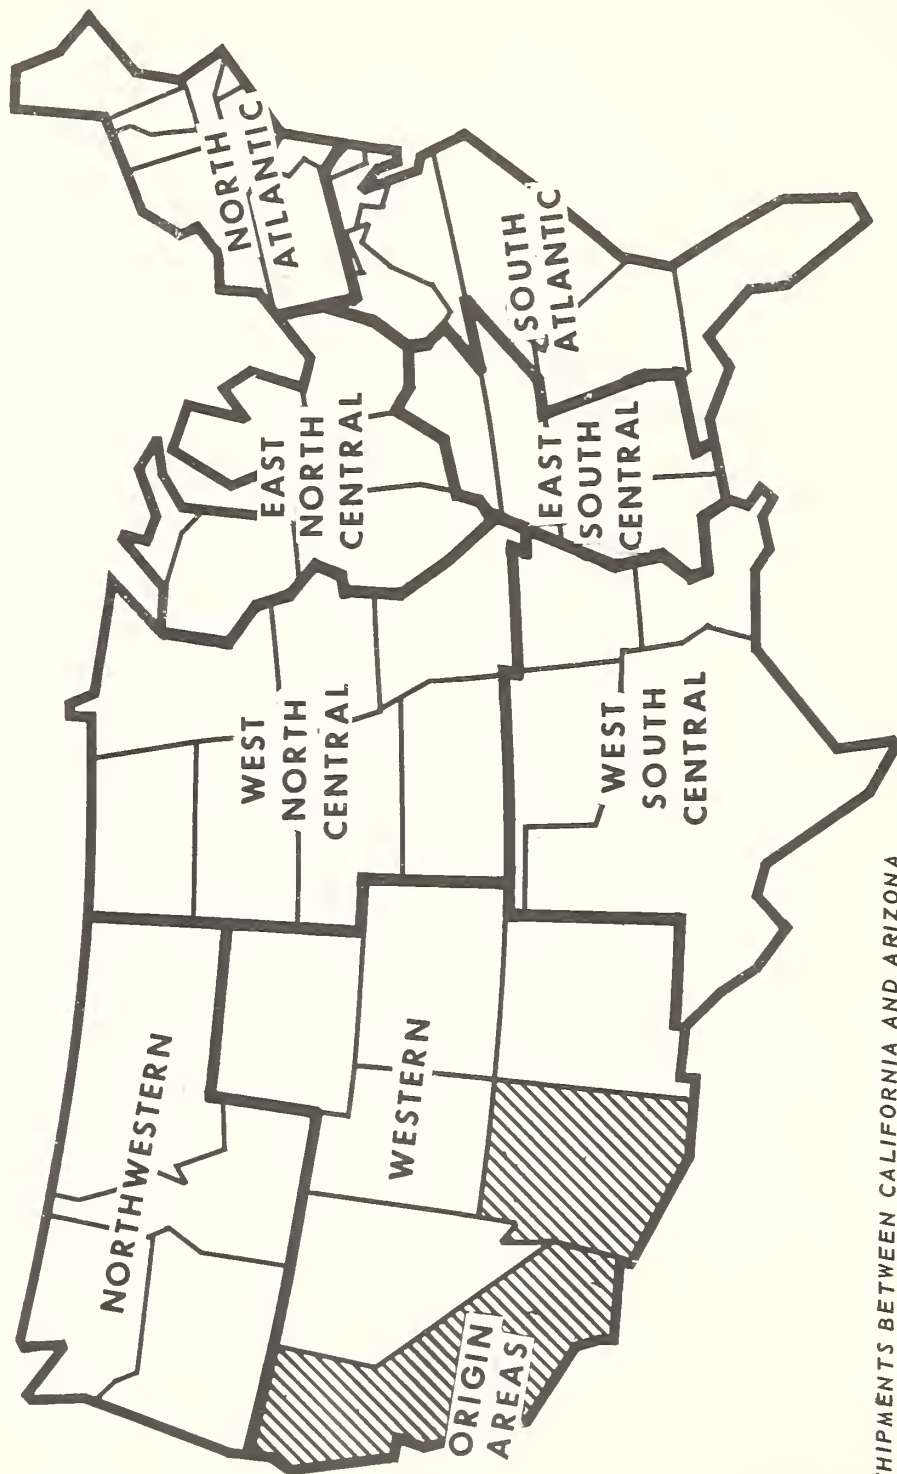 NORTHWESTERN
WESTERN
ORIGIN
AREAS
WEST
NORTH
CENTRAL
WEST
SOUTH
CENTRAL
EAST
NORTH
CENTRAL
EAST
SOUTH
CENTRAL
NORTH
ATLANTIC
SOUTH
ATLANTIC
BETWEEN CALIFORNIA AND ARIZONA